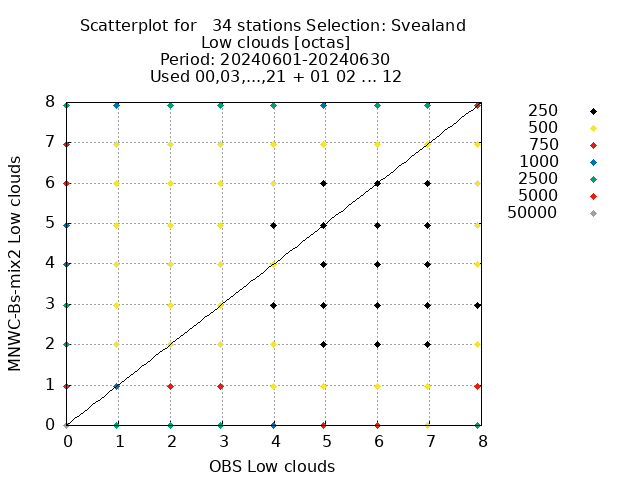 Scatterplot for   34 stations Selection: Svealand
Low clouds [octas]
Period: 20240601-20240630
Used 00,03,...,21 + 01 02 ... 12
8
7
6
5
4
3
2
1
0
MNWC-Bs-mix2 Low clouds
0 1 2 3 4 5 6 7 8
OBS Low clouds
250
500
750
1000
2500
5000
50000